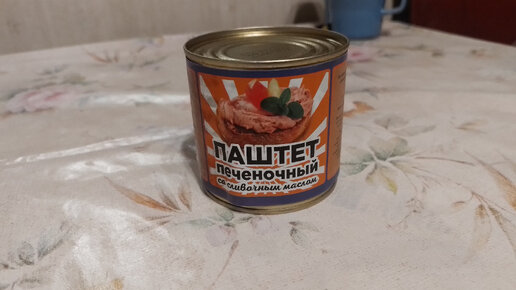 ПАШТЕТ
печеночный
со сливочным маслом